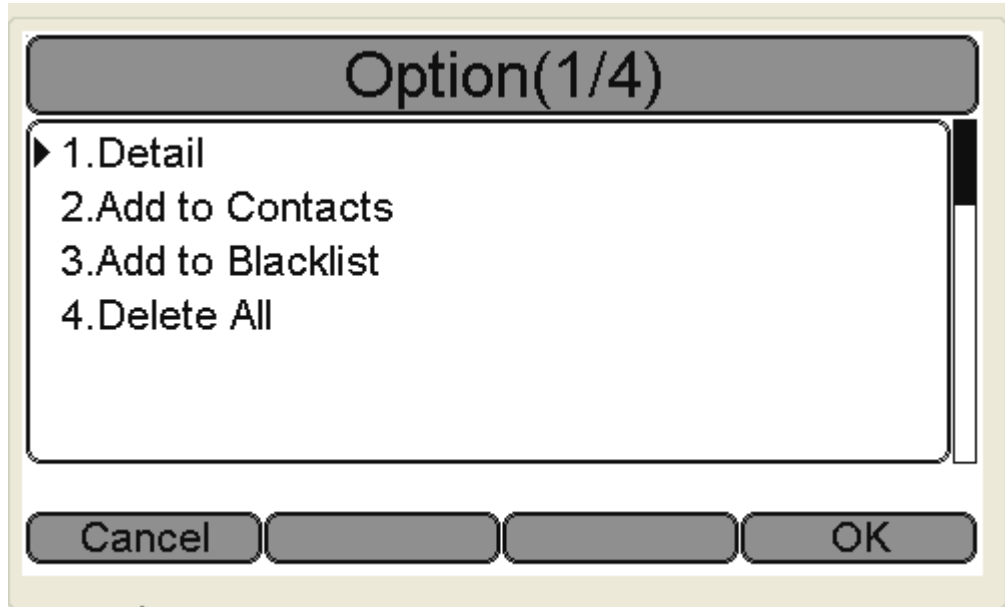 Option(1/4)
1.Detail
2.Add to Contacts
3.Add to Blacklist
4.Delete All
Cancel OK